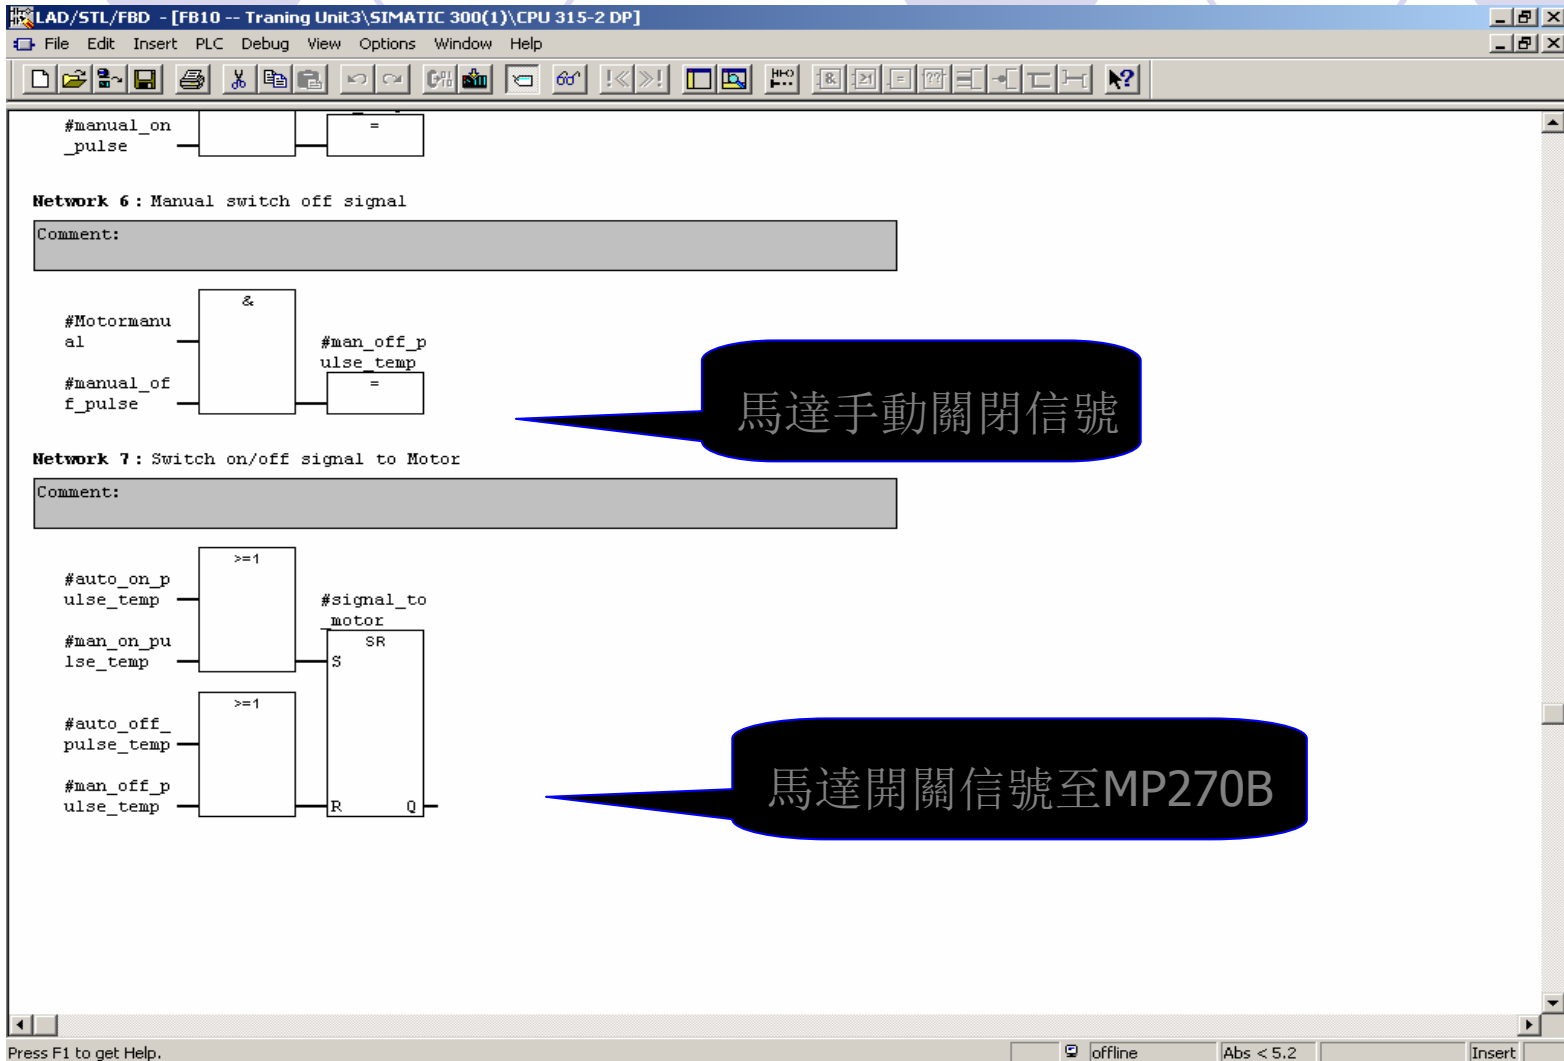 LAD/STL/FBD - [FB10 -- Traning Unit3\SIMATIC 300(1)\CPU 315-2 DP]
File Edit Insert PLC Debug View Options Window Help
#manual_on
_pulse
=
Network 6 : Manual switch off signal
Comment:
&
#Motormanu
al
#manual_of
f_pulse
#man_off_p
ulse_temp
=
馬達手動關閉信號
Network 7 : Switch on/off signal to Motor
Comment:
>=1
#auto_on_p
ulse_temp
#man_on_pu
lse_temp
#signal_to
_motor
SR
S
>=1
#auto_off_
pulse_temp
#man_off_p
ulse_temp
R Q
馬達開關信號至MP270B
Press F1 to get Help.
offline
Abs < 5.2
Insert